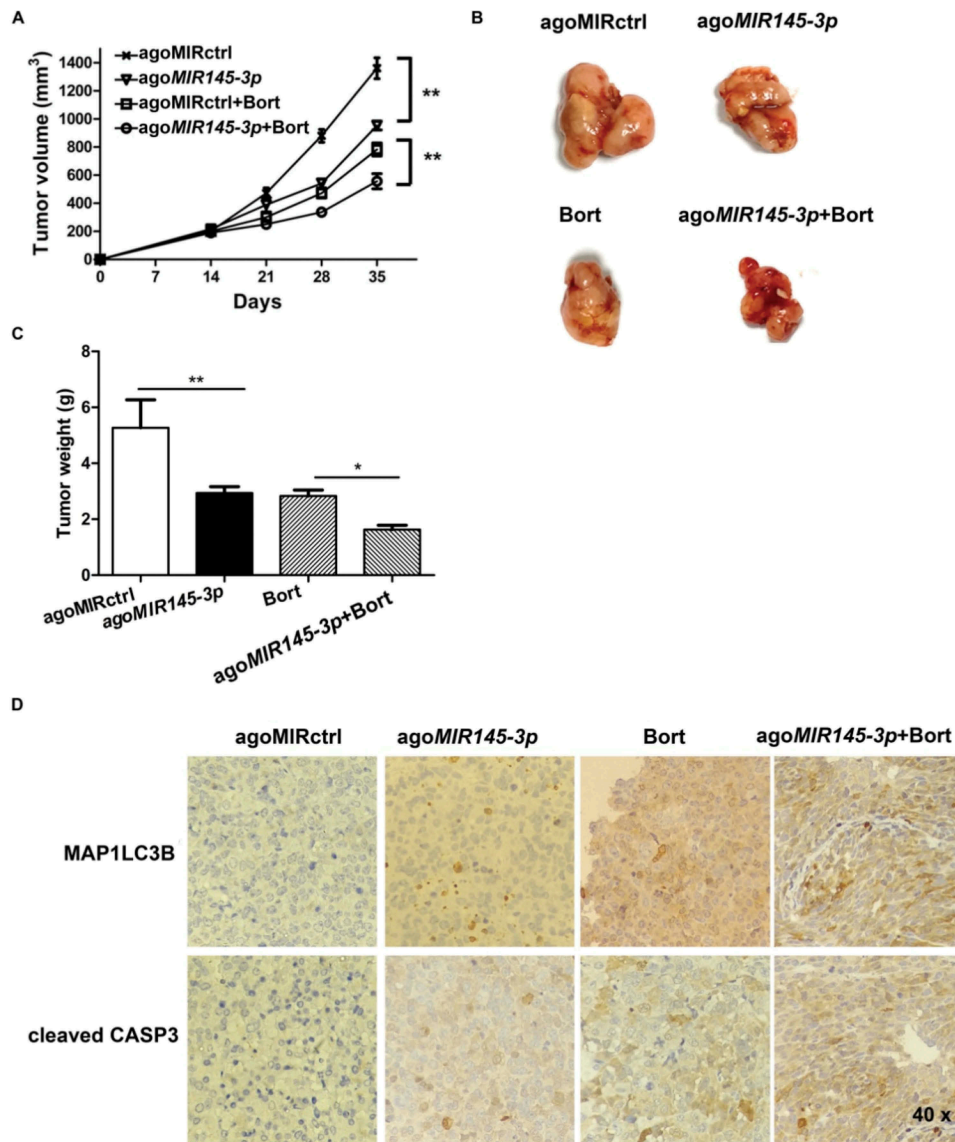 A
Tumor volume (mm³)
1400
1200
1000
800
600
400
200
0
agoMIRctrl
agoMIR145-3p
agoMIRctrl+Bort
agoMIR145-3p+Bort
**
**
0 7 14 21 28 35
Days
B
agoMIRctrl agoMIR145-3p
Bort agoMIR145-3p+Bort
C
Tumor weight (g)
8
6
4
2
0
**
*
agoMIRctrl
agoMIR145-3p
Bort
agoMIR145-3p+Bort
D
agoMIRctrl agoMIR145-3p Bort agoMIR145-3p+Bort
MAP1LC3B
cleaved CASP3
40 x